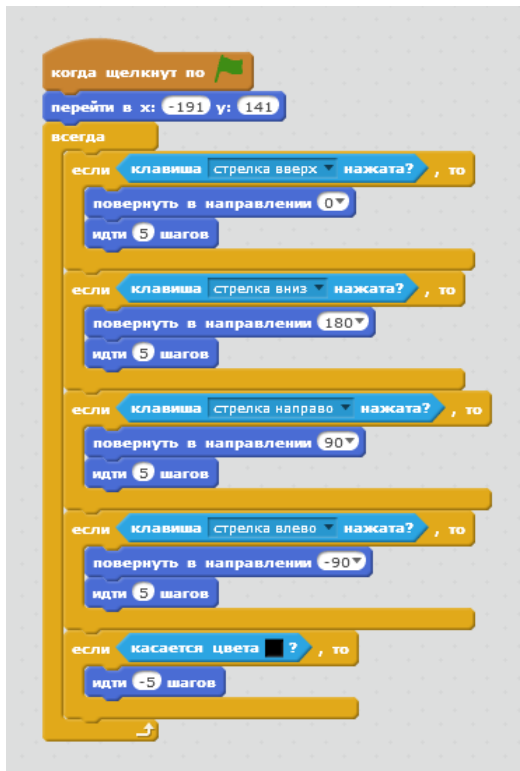 когда щелкнут по
перейти в x: -191 y: 141
всегда
если клавиша стрелка вверх нажата? , то
повернуть в направлении 0
идти 5 шагов
если клавиша стрелка вниз нажата? , то
повернуть в направлении 180
идти 5 шагов
если клавиша стрелка направо нажата? , то
повернуть в направлении 90
идти 5 шагов
если клавиша стрелка влево нажата? , то
повернуть в направлении -90
идти 5 шагов
если касается цвета ? , то
идти -5 шагов